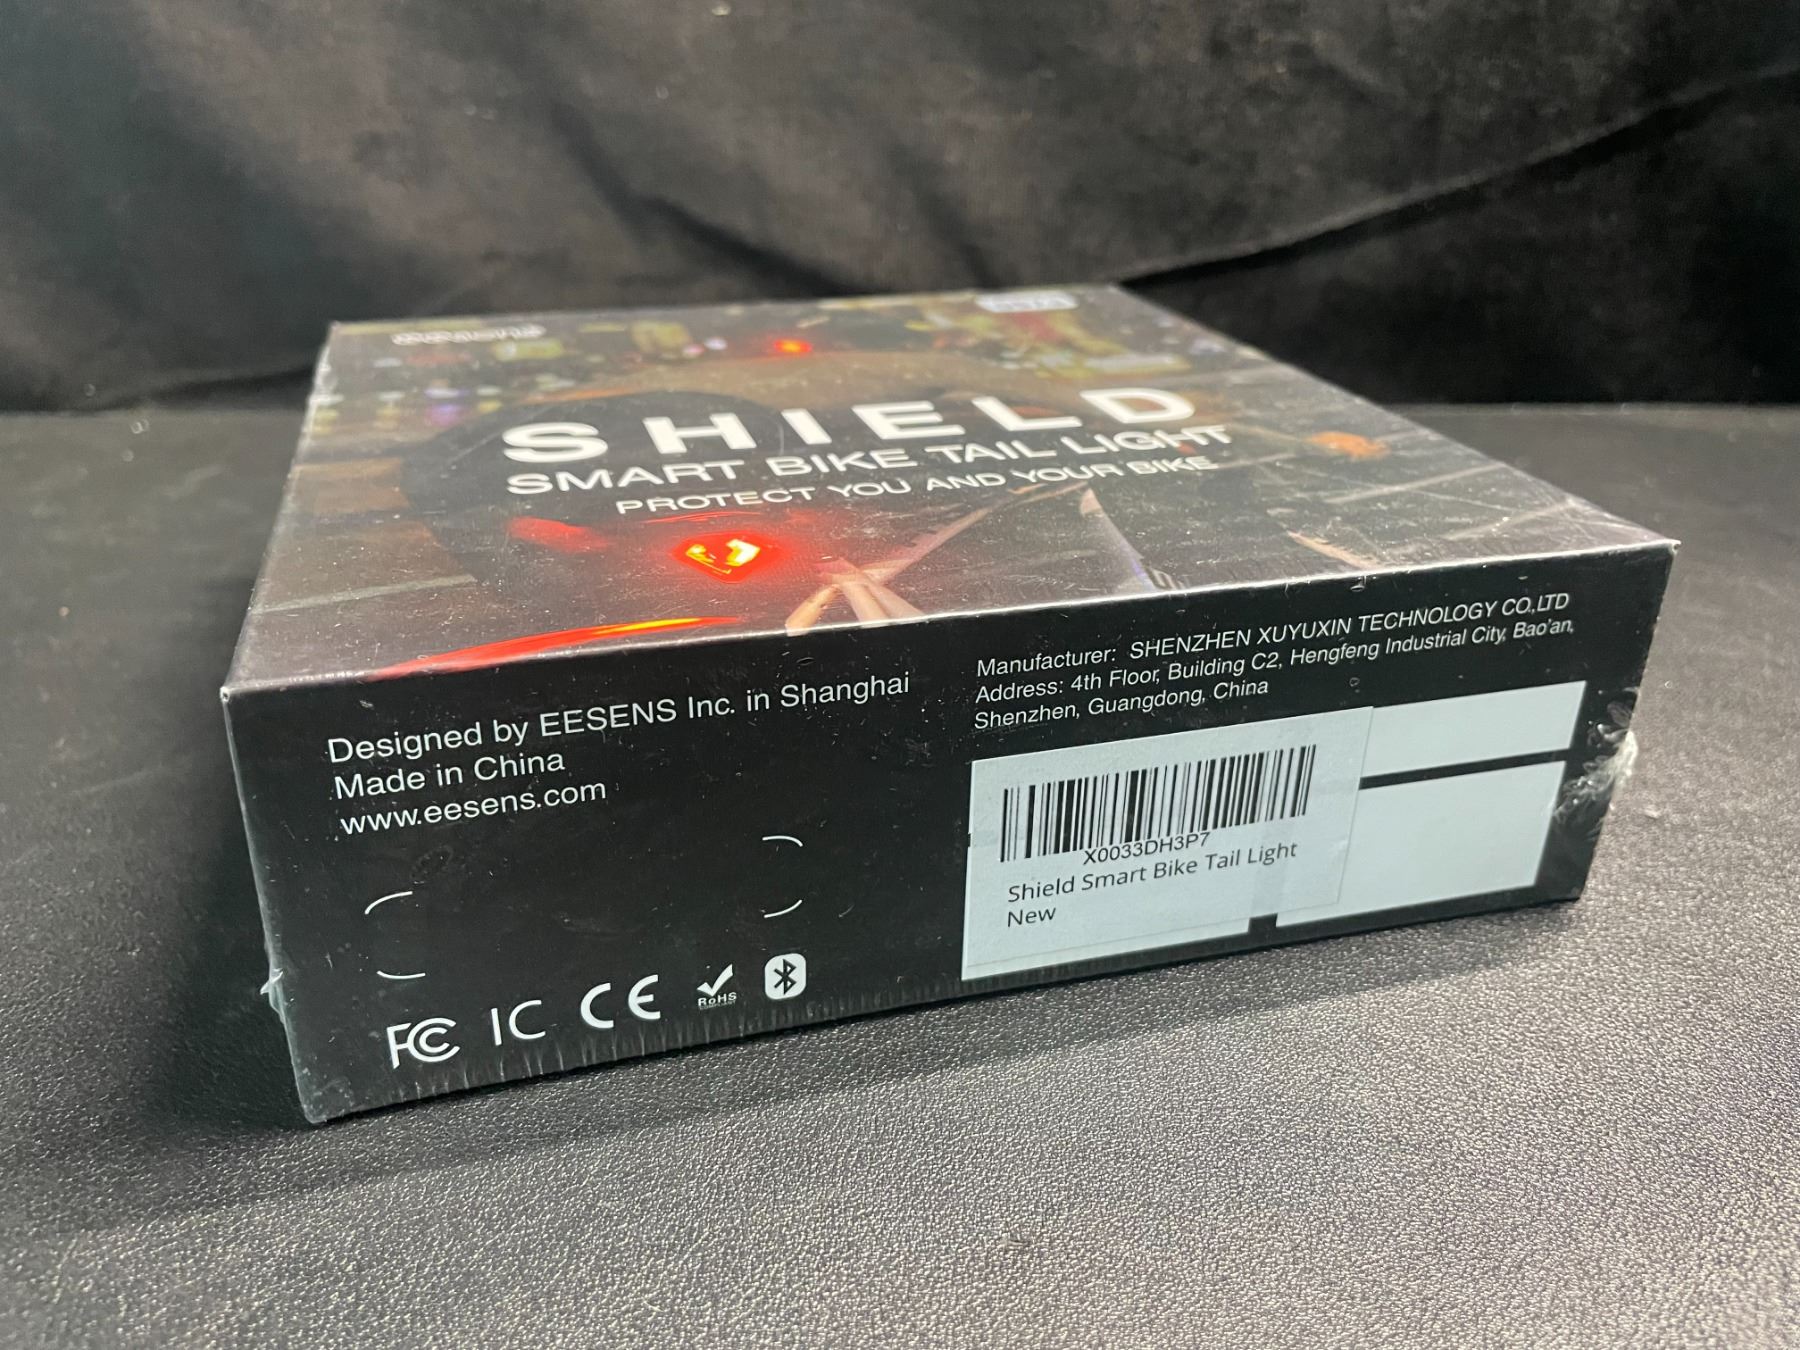 SHIELD
SMART BIKE TAIL LIGHT
PROTECT YOU AND YOUR BIKE
Designed by EESENS Inc. in Shanghai
Made in China
www.eesens.com
Manufacturer: SHENZHEN XUYUXIN TECHNOLOGY CO,.LTD
Address: 4th Floor, Building C2, Hengfeng Industrial City, Bao'an,
Shenzhen, Guangdong, China
X0033DH3P7
Shield Smart Bike Tail Light
New
FC IC CE RoHS